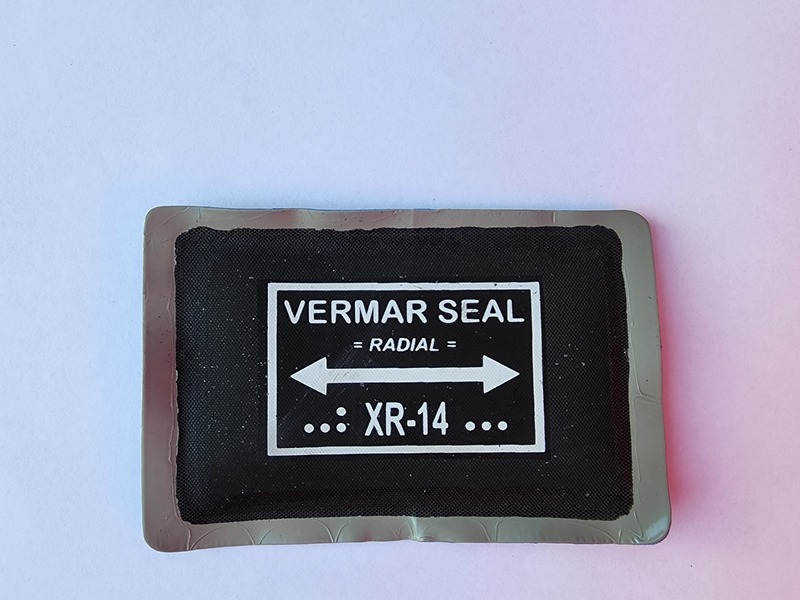 VERMAR SEAL
= RADIAL =
..: XR-14 ...